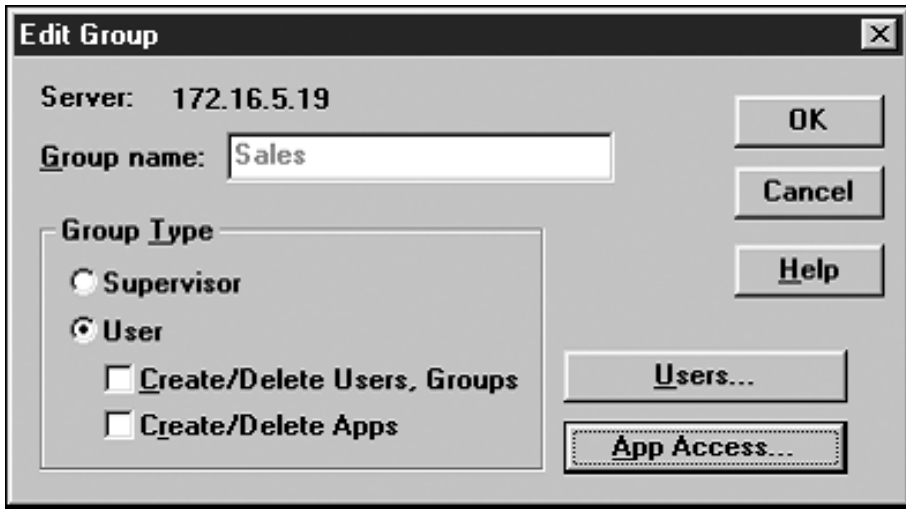 Edit Group
Server: 172.16.5.19
Group name: Sales
OK
Cancel
Help
Group Type
Supervisor
User
Create/Delete Users, Groups
Create/Delete Apps
Users...
App Access...